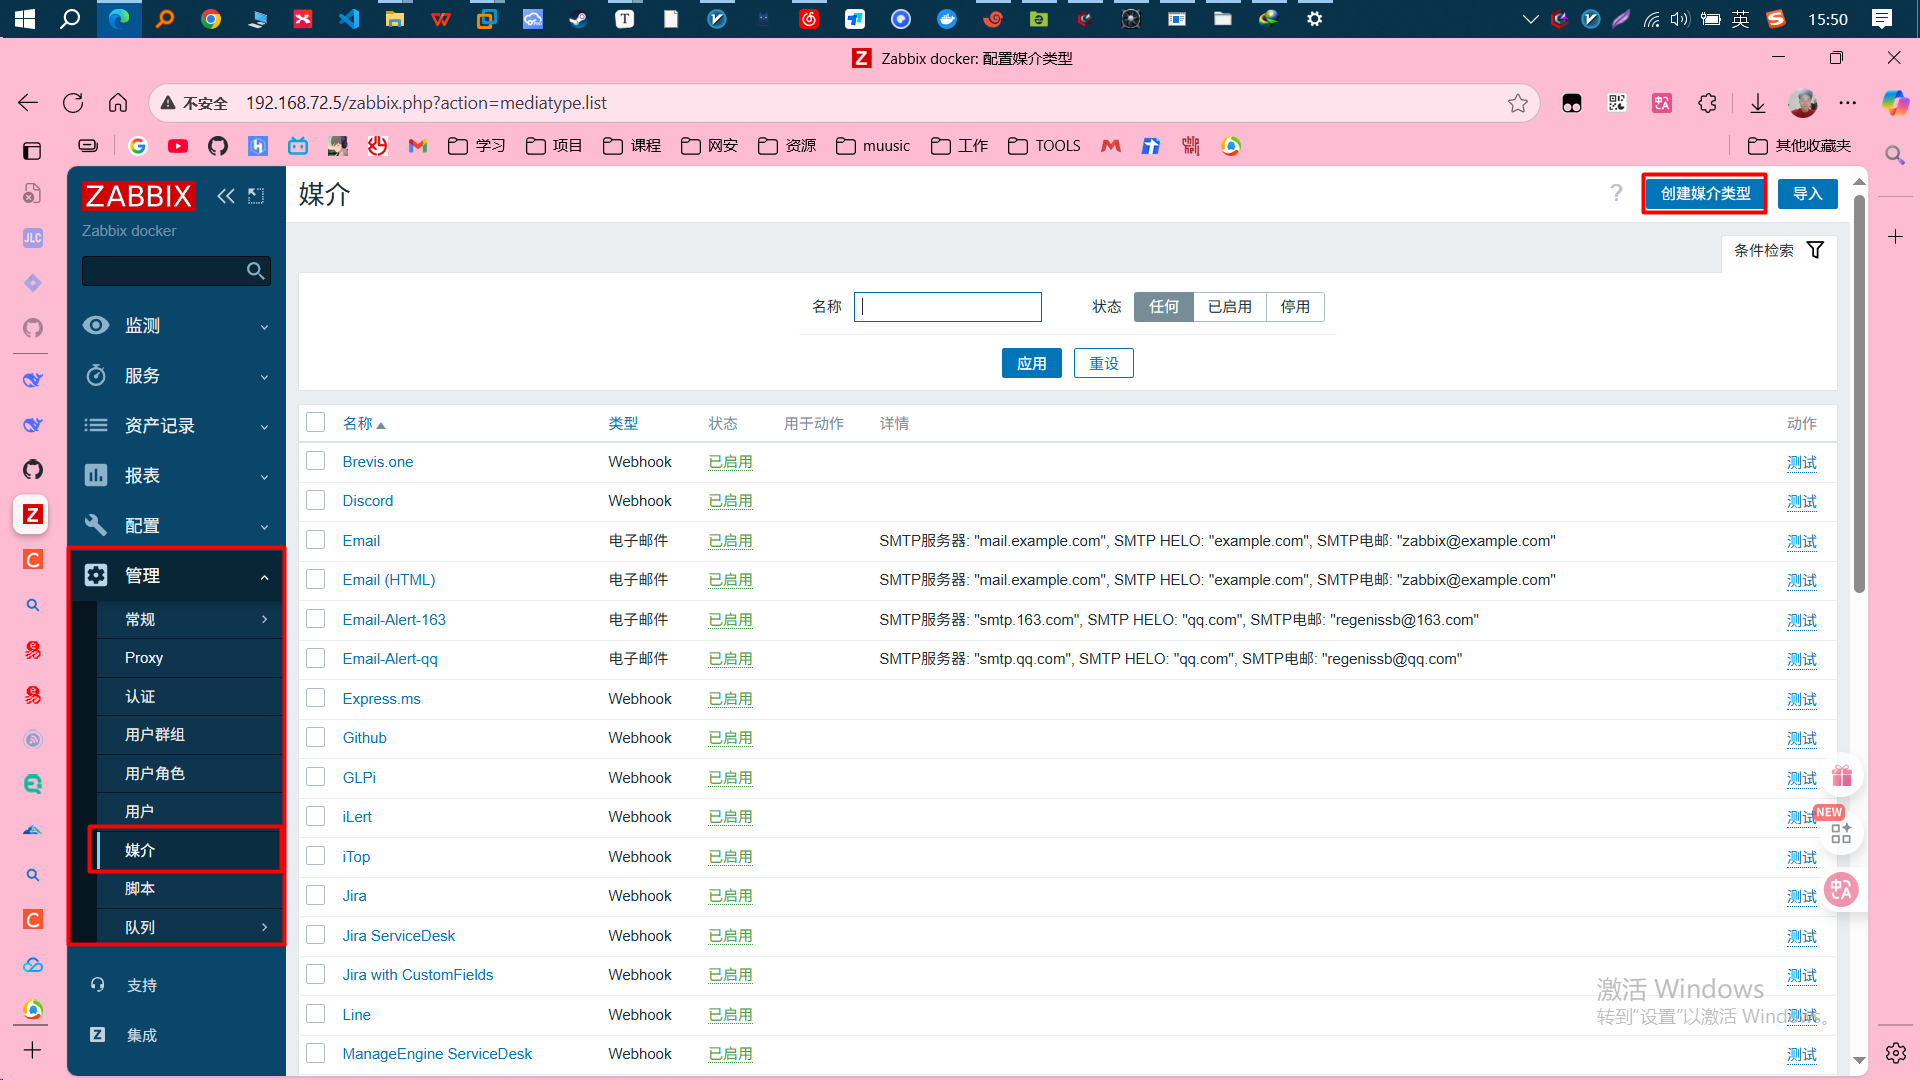 英
15:50
Zabbix docker: 配置媒介类型
不安全 192.168.72.5/zabbix.php?action=mediatype.list
学习 项目 课程 网安 资源 muusic 工作 TOOLS 其他收藏夹
ZABBIX
Zabbix docker
监测
服务
资产记录
报表
配置
管理
常规
Proxy
认证
用户群组
用户角色
用户
媒介
脚本
队列
支持
集成
媒介
? 创建媒介类型 导入
条件检索
名称 状态 任何 已启用 停用
应用 重设
名称 类型 状态 用于动作 详情 动作
Brevis.one Webhook 已启用 测试
Discord Webhook 已启用 测试
Email 电子邮件 已启用 SMTP服务器: "mail.example.com", SMTP HELO: "example.com", SMTP电邮: "zabbix@example.com" 测试
Email (HTML) 电子邮件 已启用 SMTP服务器: "mail.example.com", SMTP HELO: "example.com", SMTP电邮: "zabbix@example.com" 测试
Email-Alert-163 电子邮件 已启用 SMTP服务器: "smtp.163.com", SMTP HELO: "qq.com", SMTP电邮: "regenissb@163.com" 测试
Email-Alert-qq 电子邮件 已启用 SMTP服务器: "smtp.qq.com", SMTP HELO: "qq.com", SMTP电邮: "regenissb@qq.com" 测试
Express.ms Webhook 已启用 测试
Github Webhook 已启用 测试
GLPi Webhook 已启用 测试
iLert Webhook 已启用 测试
iTop Webhook 已启用 测试
Jira Webhook 已启用 测试
Jira ServiceDesk Webhook 已启用 测试
Jira with CustomFields Webhook 已启用 测试
Line Webhook 已启用 测试
ManageEngine ServiceDesk Webhook 已启用 测试
NEW
激活 Windows
转到“设置”以激活 Windows。